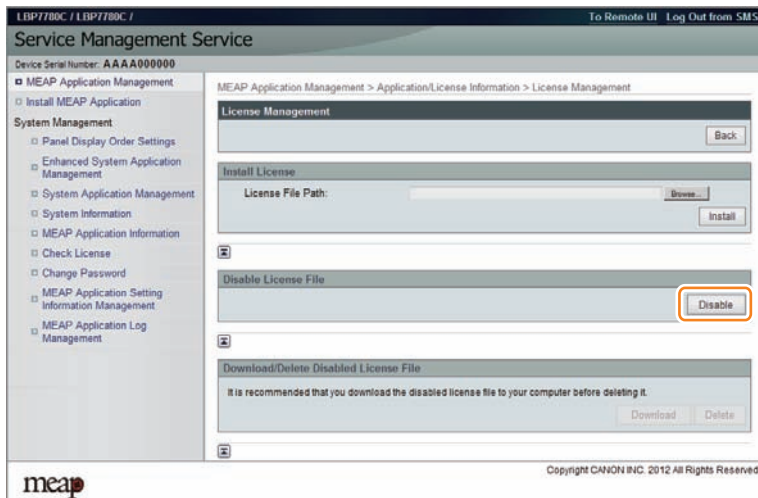 LBP7780C / LBP7780C /
To Remote UI Log Out from SMS
Service Management Service
Device Serial Number: AAAA000000
MEAP Application Management
Install MEAP Application
System Management
Panel Display Order Settings
Enhanced System Application
Management
System Application Management
System Information
MEAP Application Information
Check License
Change Password
MEAP Application Setting
Information Management
MEAP Application Log
Management
MEAP Application Management > Application/License Information > License Management
License Management
Back
Install License
License File Path:
Browse...
Install
Disable License File
Disable
Download/Delete Disabled License File
It is recommended that you download the disabled license file to your computer before deleting it.
Download Delete
meap
Copyright CANON INC. 2012 All Rights Reserved